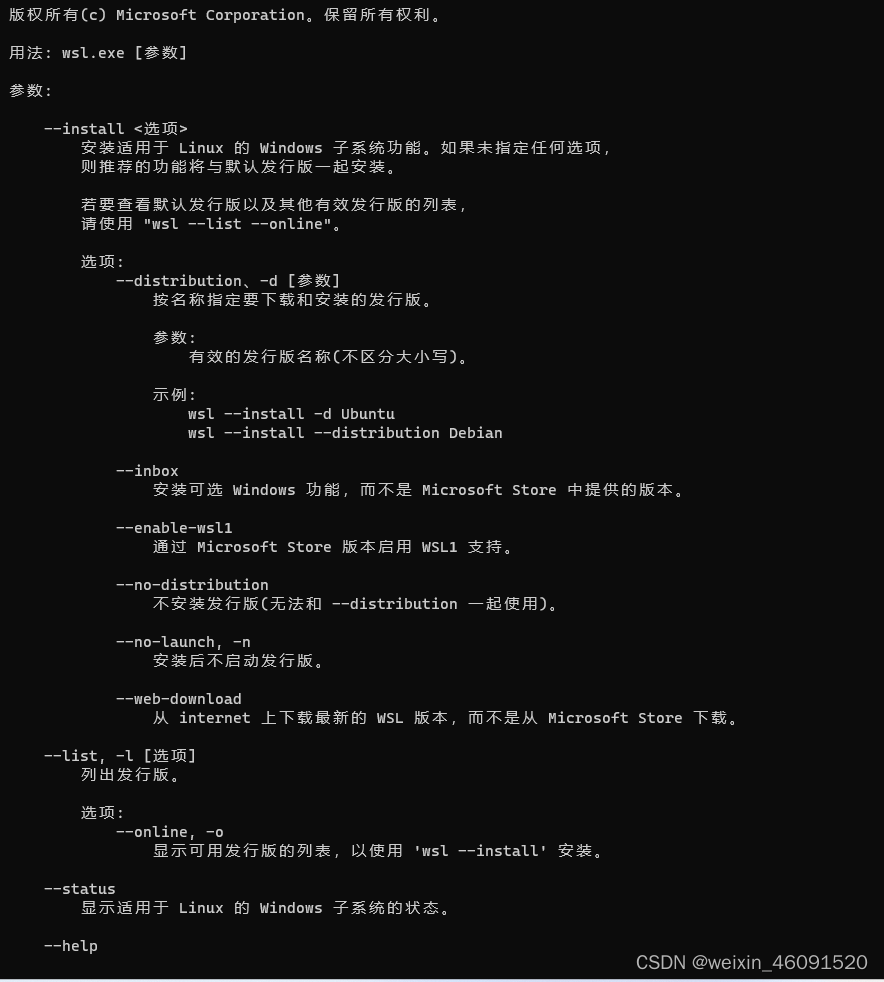 版权所有(c) Microsoft Corporation。保留所有权利。
用法: wsl.exe [参数]
参数:
--install <选项>
安装适用于 Linux 的 Windows 子系统功能。如果未指定任何选项，
则推荐的功能将与默认发行版一起安装。
若要查看默认发行版以及其他有效发行版的列表，
请使用 "wsl --list --online"。
选项:
--distribution、-d [参数]
按名称指定要下载和安装的发行版。
参数:
有效的发行版名称(不区分大小写)。
示例:
wsl --install -d Ubuntu
wsl --install --distribution Debian
--inbox
安装可选 Windows 功能，而不是 Microsoft Store 中提供的版本。
--enable-wsl1
通过 Microsoft Store 版本启用 WSL1 支持。
--no-distribution
不安装发行版(无法和 --distribution 一起使用)。
--no-launch, -n
安装后不启动发行版。
--web-download
从 internet 上下载最新的 WSL 版本，而不是从 Microsoft Store 下载。
--list, -l [选项]
列出发行版。
选项:
--online, -o
显示可用发行版的列表，以使用 'wsl --install' 安装。
--status
显示适用于 Linux 的 Windows 子系统的状态。
--help
CSDN @weixin_46091520